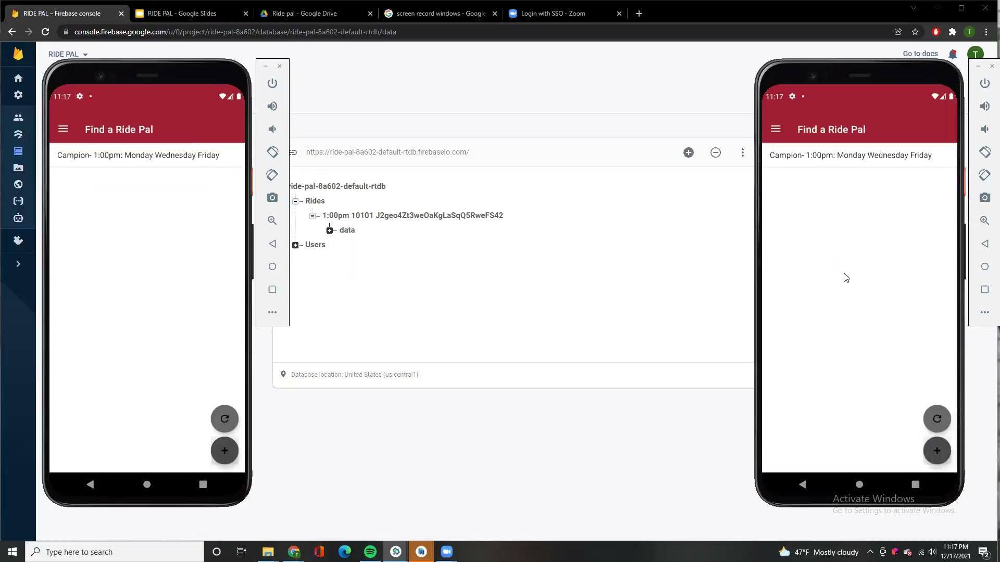 RIDE PAL – Firebase console
RIDE PAL - Google Slides
Ride pal - Google Drive
screen record windows - Google
Login with SSO - Zoom
console.firebase.google.com/u/0/project/ride-pal-8a602/database/ride-pal-8a602-default-rtdb/data
T
RIDE PAL
Go to docs
T
11:17
Find a Ride Pal
Campion- 1:00pm: Monday Wednesday Friday
https://ride-pal-8a602-default-rtdb.firebaseio.com/
ride-pal-8a602-default-rtdb
Rides
1:00pm 10101 J2geo4Zt3weOaKgLaSqQ5RweFS42
data
Users
Database location: United States (us-central1)
11:17
Find a Ride Pal
Campion- 1:00pm: Monday Wednesday Friday
Activate Windows
Go to Settings to activate Windows.
Type here to search
47°F Mostly cloudy
11:17 PM
12/17/2021
2